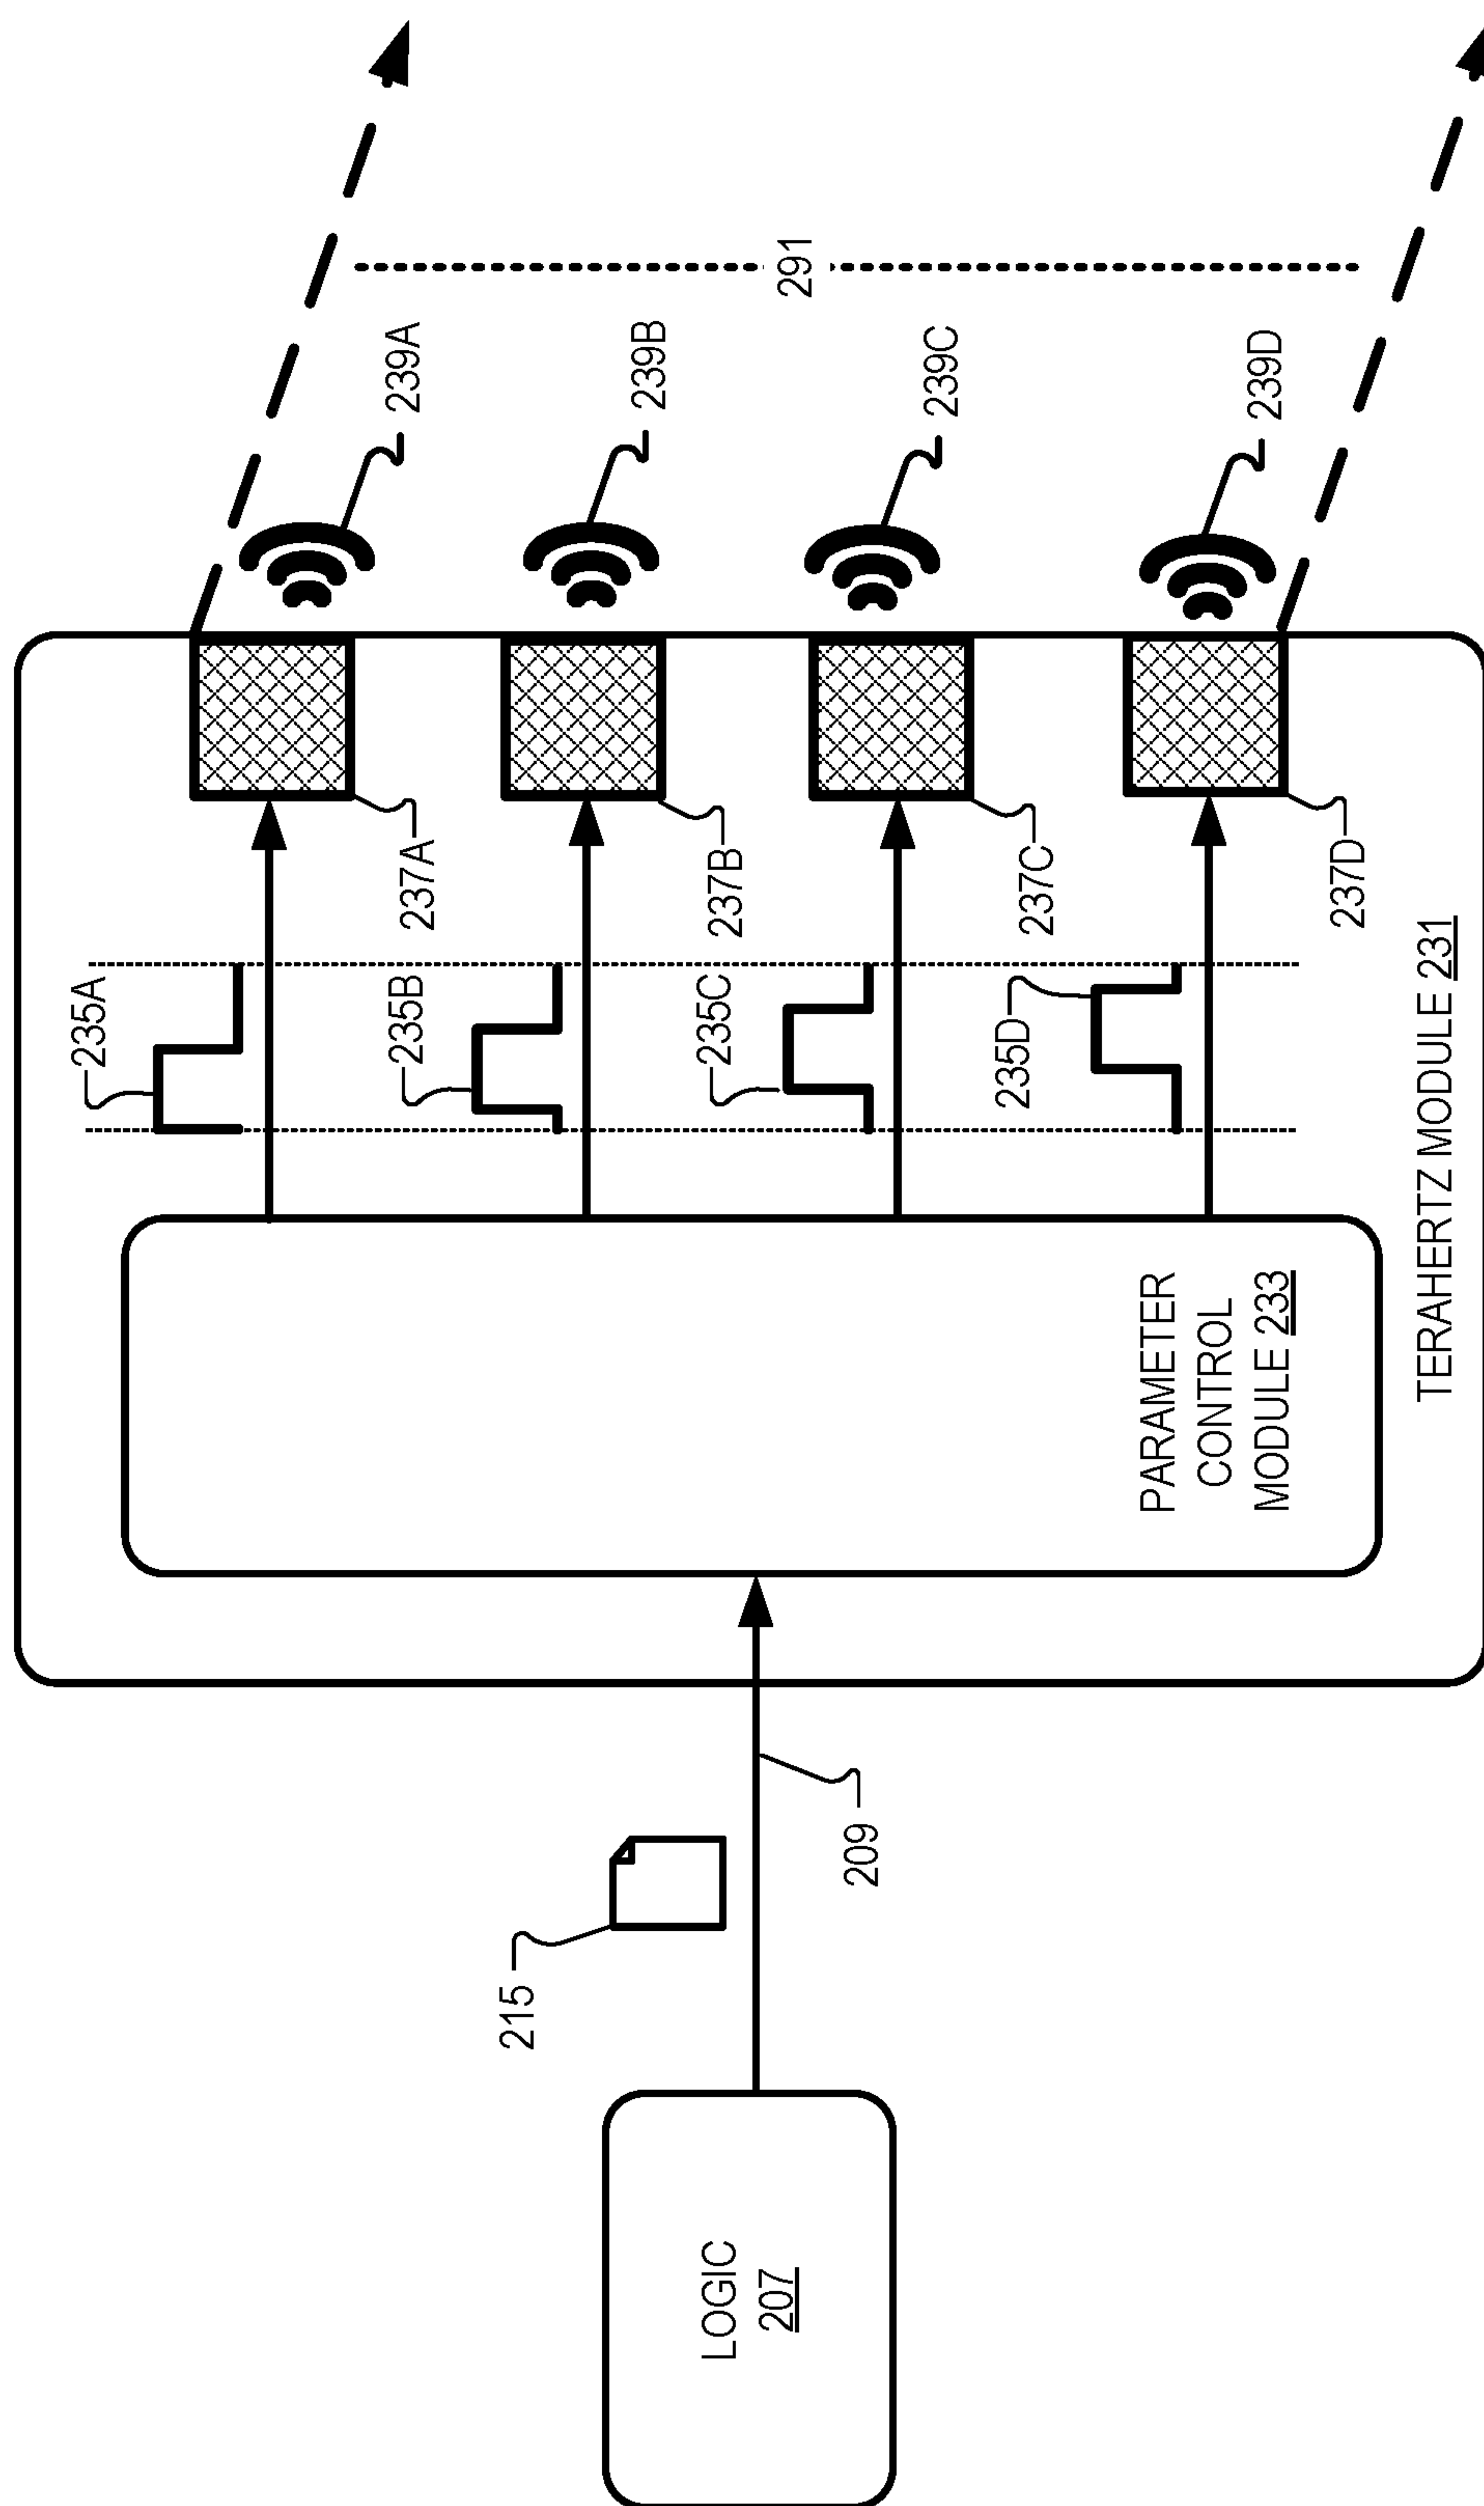 LOGIC
207
215
209
PARAMETER
CONTROL
MODULE 233
TERAHERTZ MODULE 231
235A
235B
235C
235D
237A
237B
237C
237D
239A
239B
239C
239D
291